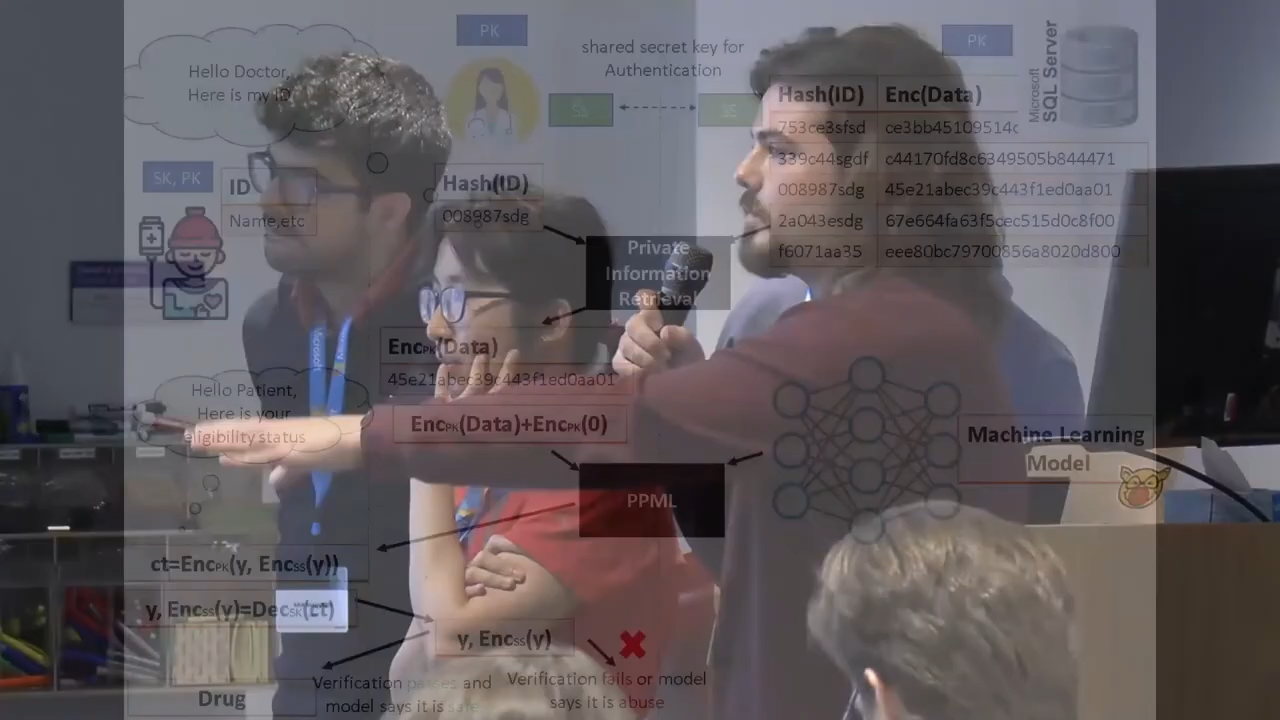 PK
PK
Microsoft
SQL Server
shared secret key for
Authentication
Hello Doctor,
Here is my ID
SS
SS
Hash(ID) Enc(Data)
753ce3sfsd ce3bb45109514c
339c44sgdf c44170fd8c6349505b844471
008987sdg 45e21abec39c443f1ed0aa01
2a043esdg 67e664fa63f5cec515d0c8f00
f6071aa35 eee80bc79700856a8020d800
SK, PK
ID
Name,etc
Hash(ID)
008987sdg
Private
Information
Retrieval
EncPK(Data)
45e21abec39c443f1ed0aa01
EncPK(Data)+EncPK(0)
Hello Patient,
Here is your
eligibility status
Machine Learning
Model
PPML
ct=EncPK(y, EncSS(y))
y, EncSS(y)=DecSK(ct)
y, EncSS(y)
Verification passes and
model says it is safe
Verification fails or model
says it is abuse
Drug
Microsoft